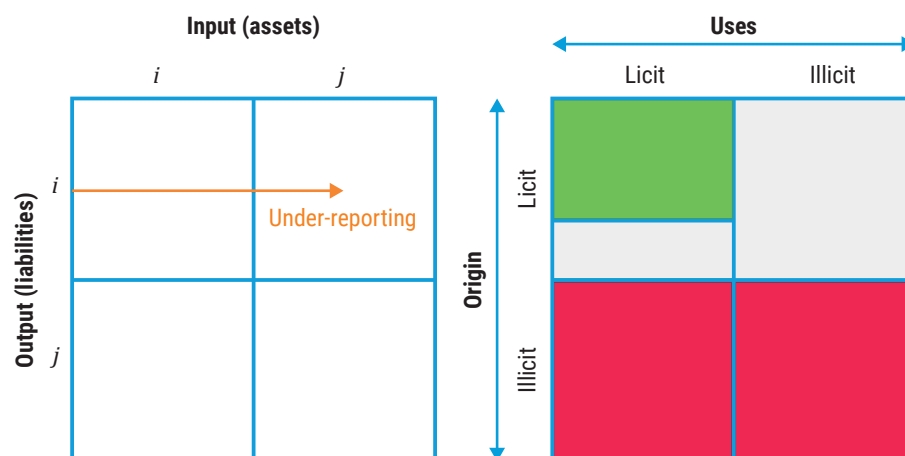 Input (assets)
i
j
Output (liabilities)
i
j
Under-reporting
Uses
Licit
Illicit
Origin
Licit
Illicit